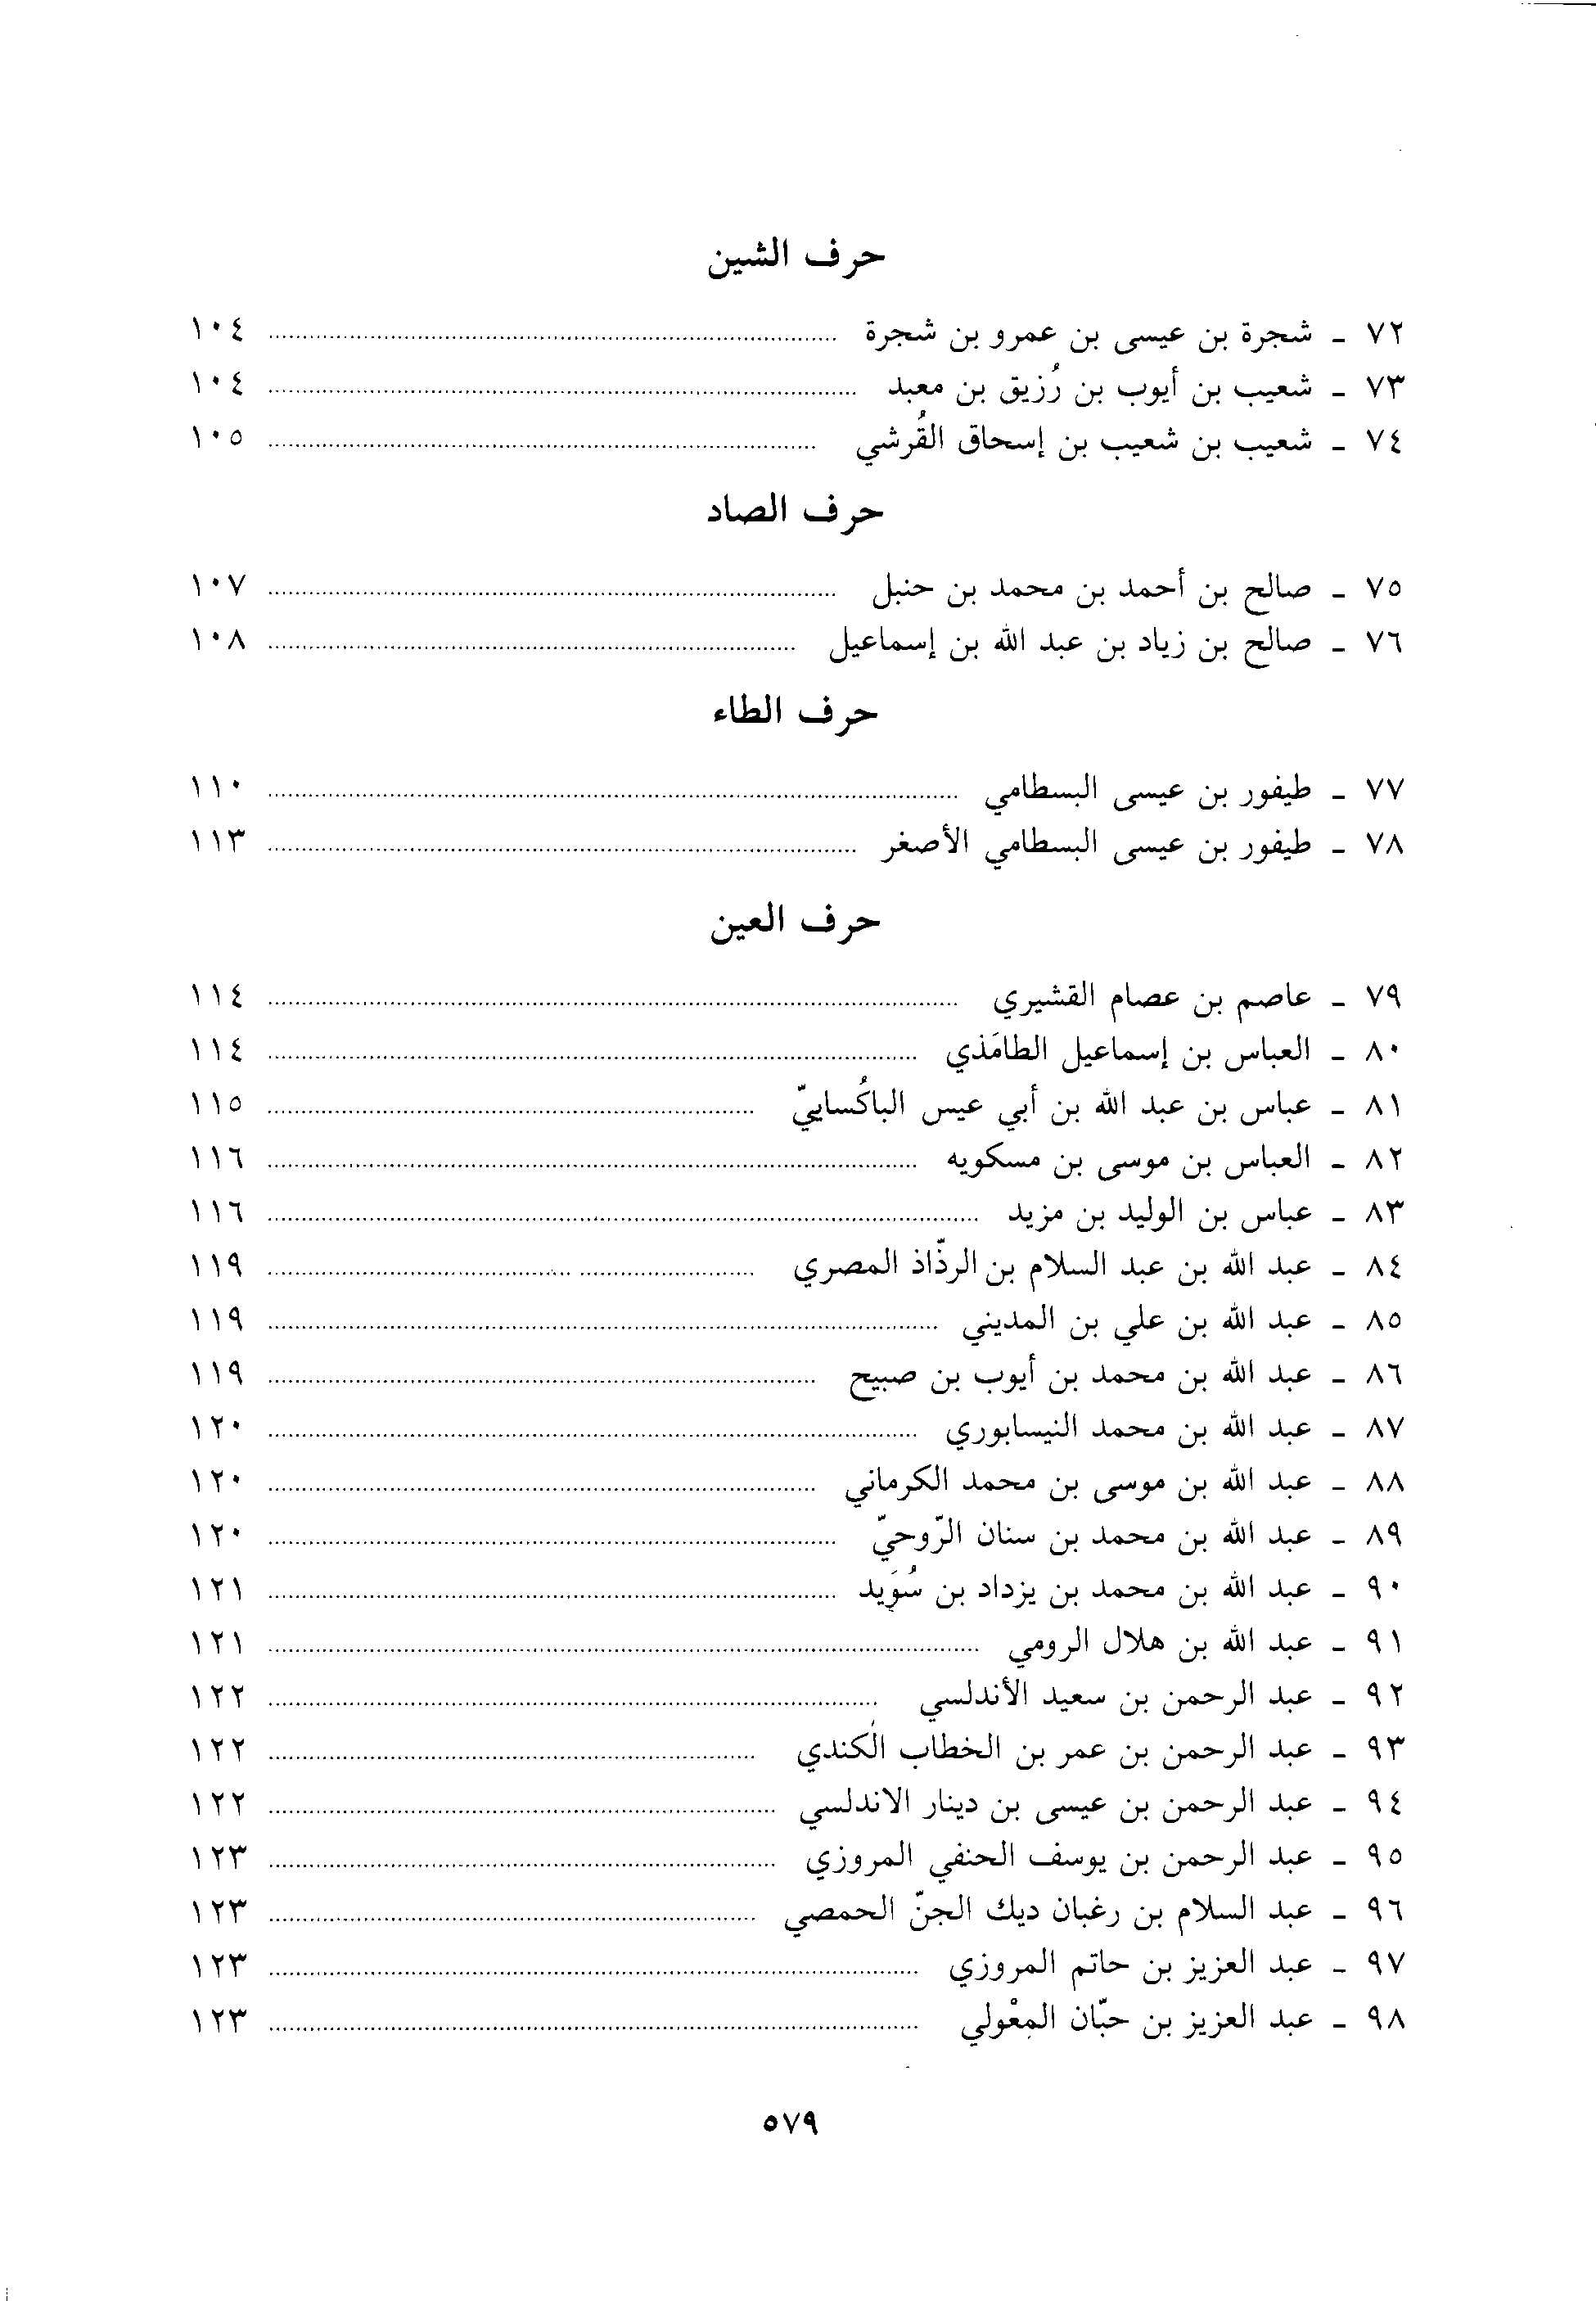 حرف الشين
٧٢ ـ شجرة بن عيسى بن عمرو بن شجرة ........ ١٠٤
٧٣ ـ شعيب بن أيوب بن رُزيق بن معبد ........ ١٠٤
٧٤ ـ شعيب بن شعيب بن إسحاق القُرشي ........ ١٠٥
حرف الصاد
٧٥ ـ صالح بن أحمد بن محمد بن حنبل ........ ١٠٧
٧٦ ـ صالح بن زياد بن عبد الله بن إسماعيل ........ ١٠٨
حرف الطاء
٧٧ ـ طيفور بن عيسى البسطامي ........ ١١٠
٧٨ ـ طيفور بن عيسى البسطامي الأصغر ........ ١١٣
حرف العين
٧٩ ـ عاصم بن عصام القشيري ........ ١١٤
٨٠ ـ العباس بن إسماعيل الطامَذي ........ ١١٤
٨١ ـ عباس بن عبد الله بن أبي عيس الباكُساييّ ........ ١١٥
٨٢ ـ العباس بن موسى بن مسكويه ........ ١١٦
٨٣ ـ عباس بن الوليد بن مزيد ........ ١١٦
٨٤ ـ عبد الله بن عبد السلام بن الرذّاذ المصري ........ ١١٩
٨٥ ـ عبد الله بن علي بن المديني ........ ١١٩
٨٦ ـ عبد الله بن محمد بن أيوب بن صبيح ........ ١١٩
٨٧ ـ عبد الله بن محمد النيسابوري ........ ١٢٠
٨٨ ـ عبد الله بن موسى بن محمد الكرماني ........ ١٢٠
٨٩ ـ عبد الله بن محمد بن سنان الرّوحيّ ........ ١٢٠
٩٠ ـ عبد الله بن محمد بن يزداد بن سُوَيد ........ ١٢١
٩١ ـ عبد الله بن هلال الرومي ........ ١٢١
٩٢ ـ عبد الرحمن بن سعيد الأندلسي ........ ١٢٢
٩٣ ـ عبد الرحمن بن عمر بن الخطاب الكندي ........ ١٢٢
٩٤ ـ عبد الرحمن بن عيسى بن دينار الاندلسي ........ ١٢٢
٩٥ ـ عبد الرحمن بن يوسف الحنفي المروزي ........ ١٢٣
٩٦ ـ عبد السلام بن رغبان ديك الجنّ الحمصي ........ ١٢٣
٩٧ ـ عبد العزيز بن حاتم المروزي ........ ١٢٣
٩٨ ـ عبد العزيز بن حبّان المِعْولي ........ ١٢٣
٥٧٩